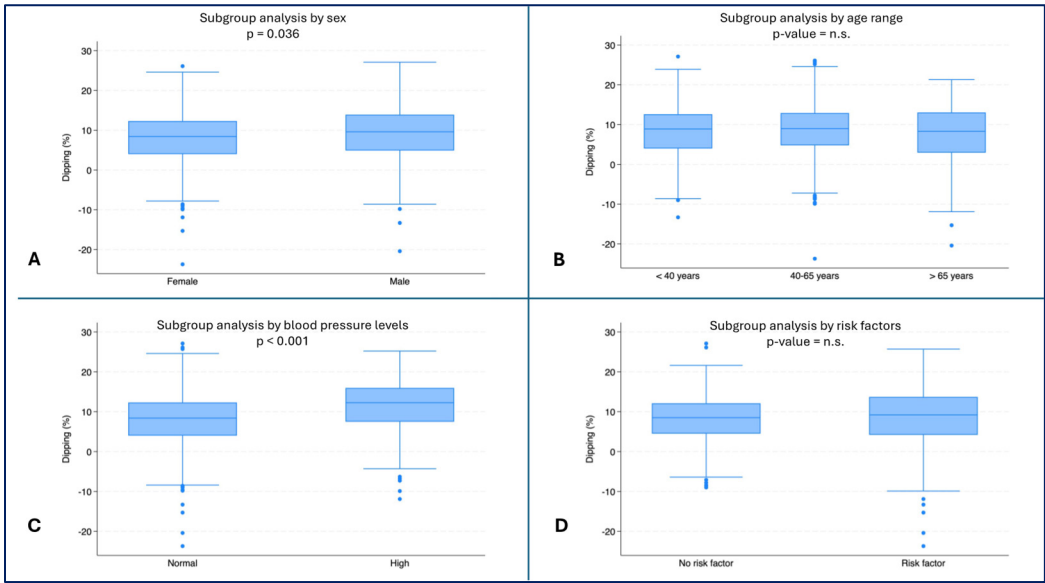 Subgroup analysis by sex
p = 0.036
30
20
10
0
-10
-20
Dipping (%)
Female Male
A
Subgroup analysis by age range
p-value = n.s.
30
20
10
0
-10
-20
Dipping (%)
< 40 years 40-65 years > 65 years
B
Subgroup analysis by blood pressure levels
p < 0.001
30
20
10
0
-10
-20
Dipping (%)
Normal High
C
Subgroup analysis by risk factors
p-value = n.s.
30
20
10
0
-10
-20
Dipping (%)
No risk factor Risk factor
D